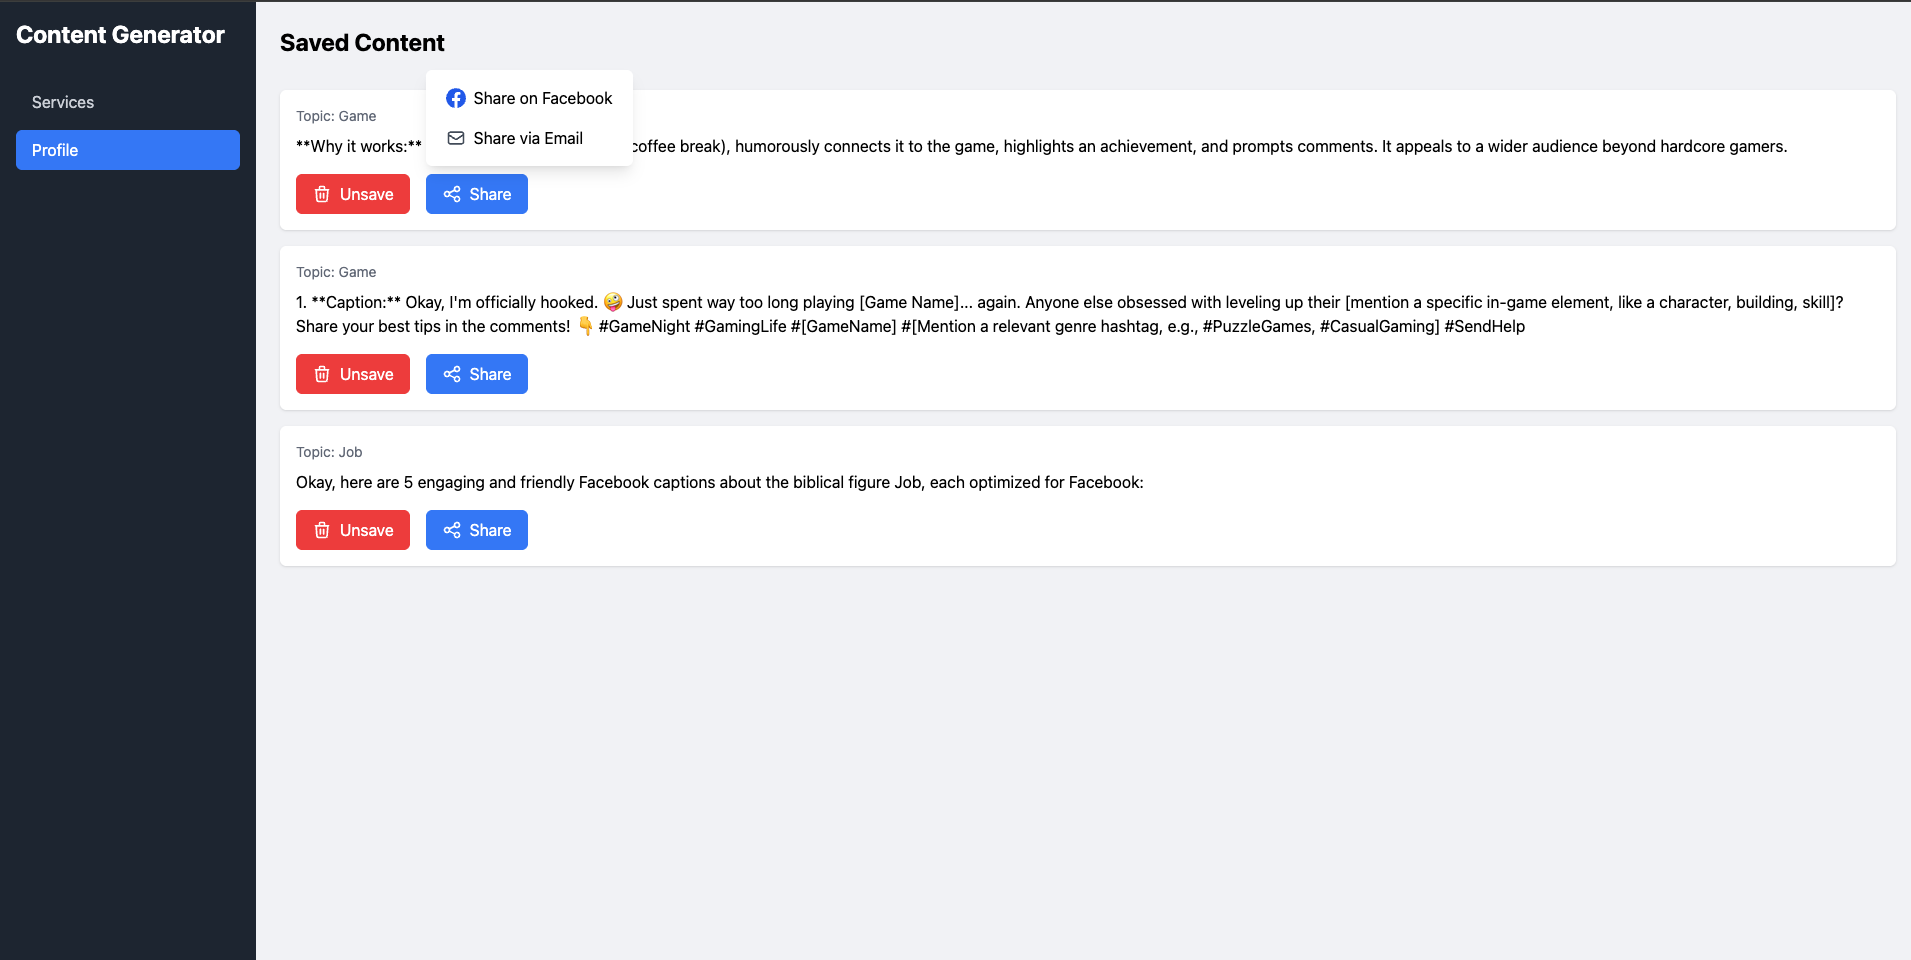 Content Generator
Services
Profile
Saved Content
Share on Facebook
Share via Email
Topic: Game
**Why it works:** coffee break), humorously connects it to the game, highlights an achievement, and prompts comments. It appeals to a wider audience beyond hardcore gamers.
Unsave
Share
Topic: Game
1. **Caption:** Okay, I'm officially hooked. 🤪 Just spent way too long playing [Game Name]... again. Anyone else obsessed with leveling up their [mention a specific in-game element, like a character, building, skill]?
Share your best tips in the comments! 👇 #GameNight #GamingLife #[GameName] #[Mention a relevant genre hashtag, e.g., #PuzzleGames, #CasualGaming] #SendHelp
Unsave
Share
Topic: Job
Okay, here are 5 engaging and friendly Facebook captions about the biblical figure Job, each optimized for Facebook:
Unsave
Share